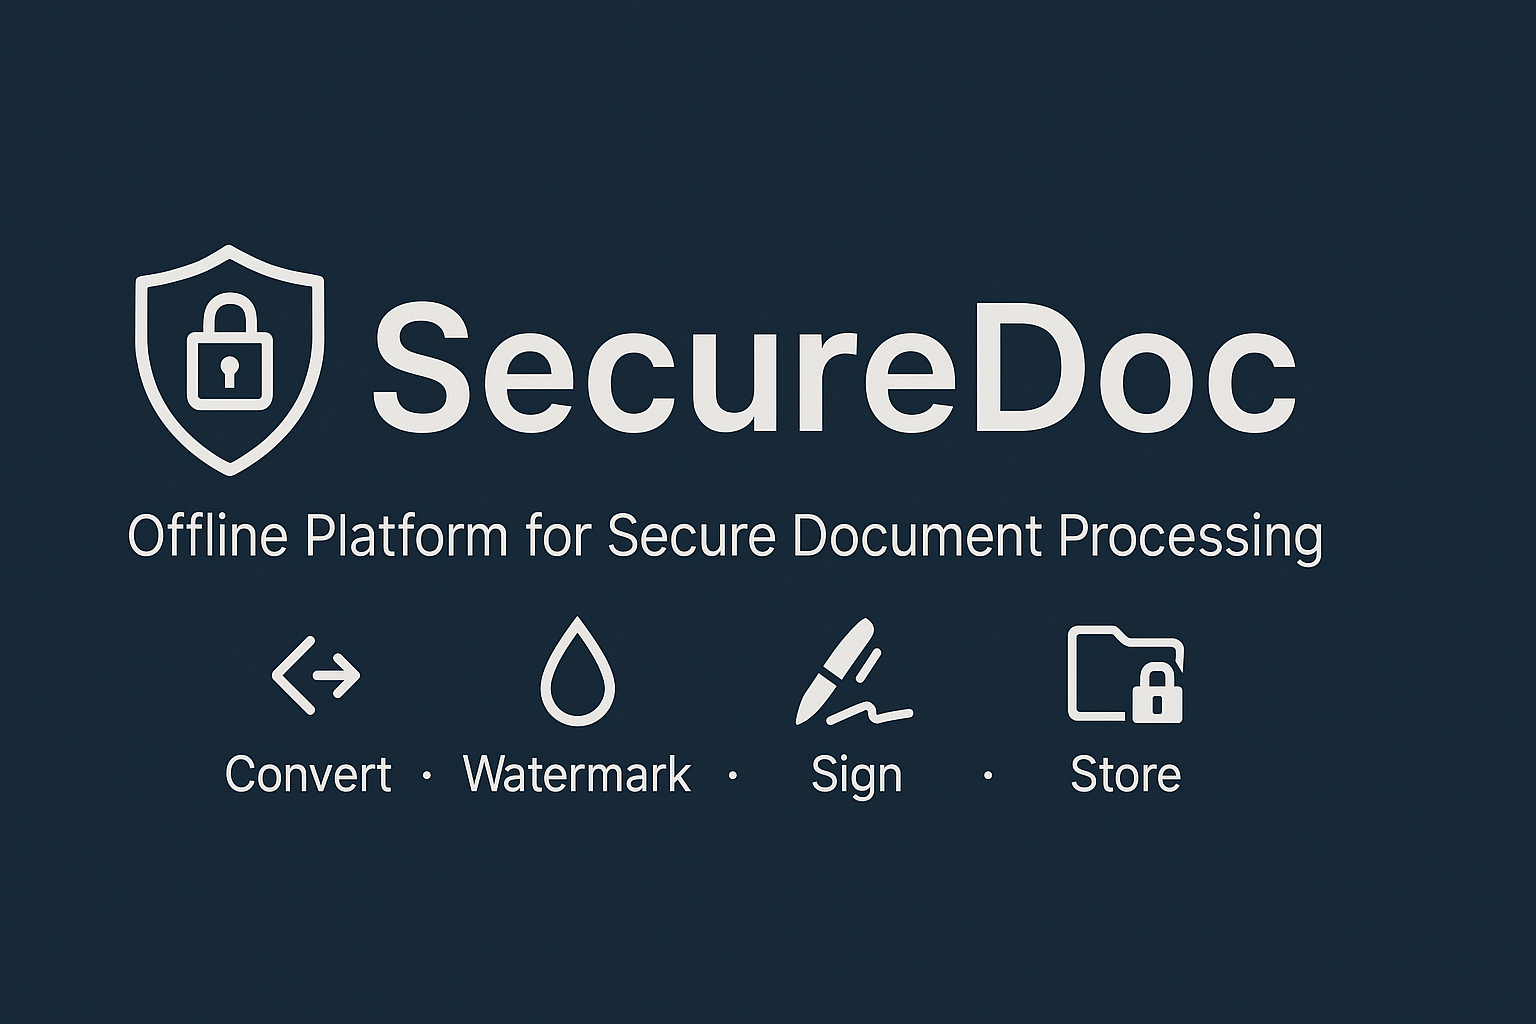 SecureDoc
Offline Platform for Secure Document Processing
Convert · Watermark · Sign · Store